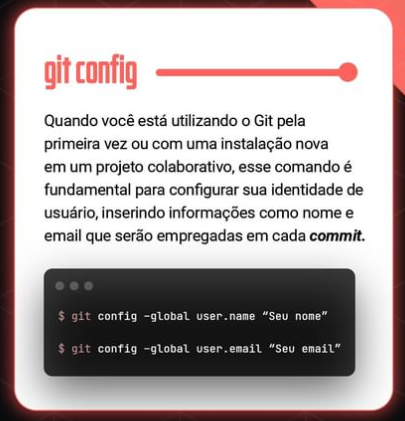 git config
Quando você está utilizando o Git pela
primeira vez ou com uma instalação nova
em um projeto colaborativo, esse comando é
fundamental para configurar sua identidade de
usuário, inserindo informações como nome e
email que serão empregadas em cada commit.
$ git config –global user.name “Seu nome”
$ git config –global user.email “Seu email”